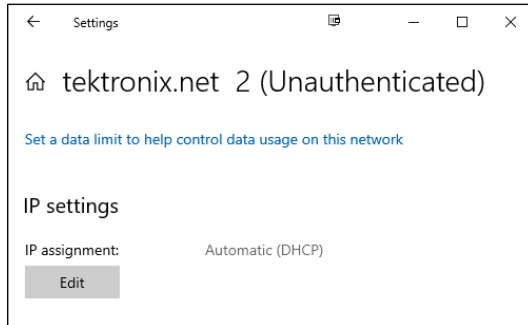 Settings
tektronix.net 2 (Unauthenticated)
Set a data limit to help control data usage on this network
IP settings
IP assignment: Automatic (DHCP)
Edit